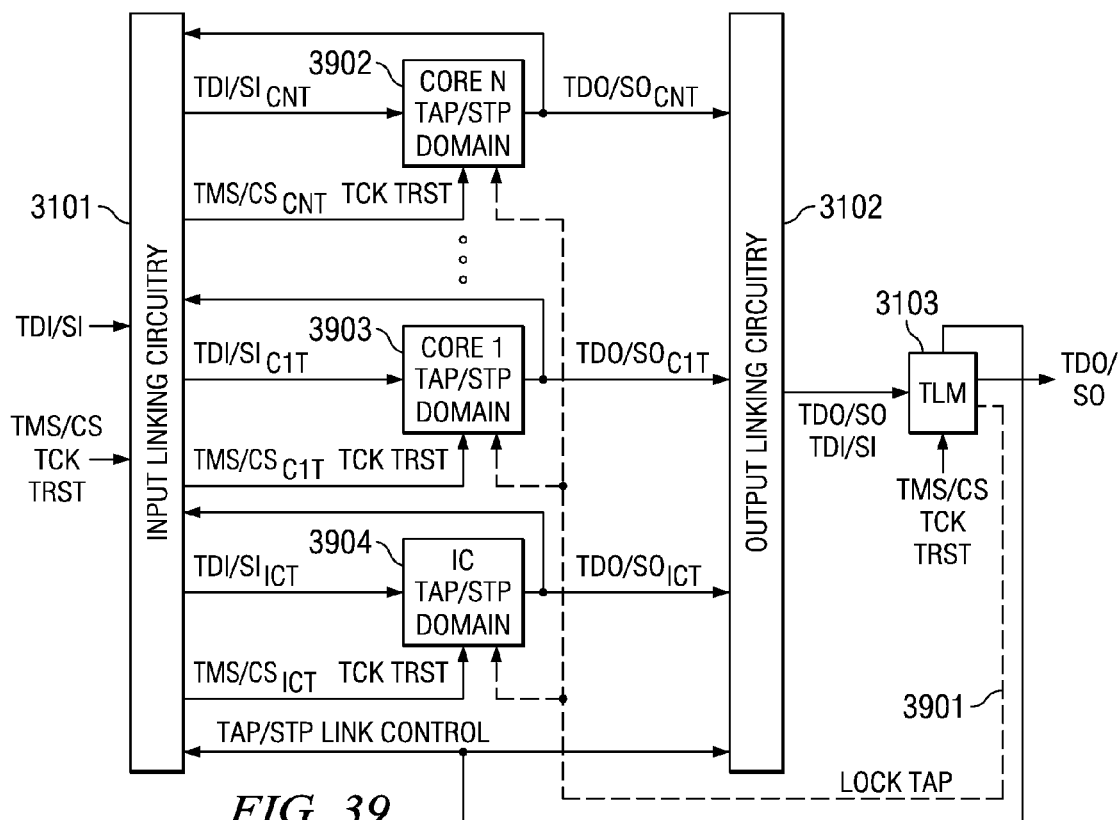 3902
CORE N
TAP/STP
DOMAIN
TDI/SI CNT
TDO/SO CNT
TMS/CS CNT
TCK TRST
3101
3102
INPUT LINKING CIRCUITRY
OUTPUT LINKING CIRCUITRY
TDI/SI
TMS/CS
TCK
TRST
3903
CORE 1
TAP/STP
DOMAIN
TDI/SI C1T
TDO/SO C1T
TMS/CS C1T
TCK TRST
3103
TLM
TDO/
SO
TDO/SO
TDI/SI
TMS/CS
TCK
TRST
3904
IC
TAP/STP
DOMAIN
TDI/SI ICT
TDO/SO ICT
TMS/CS ICT
TCK TRST
3901
TAP/STP LINK CONTROL
LOCK TAP
FIG. 39